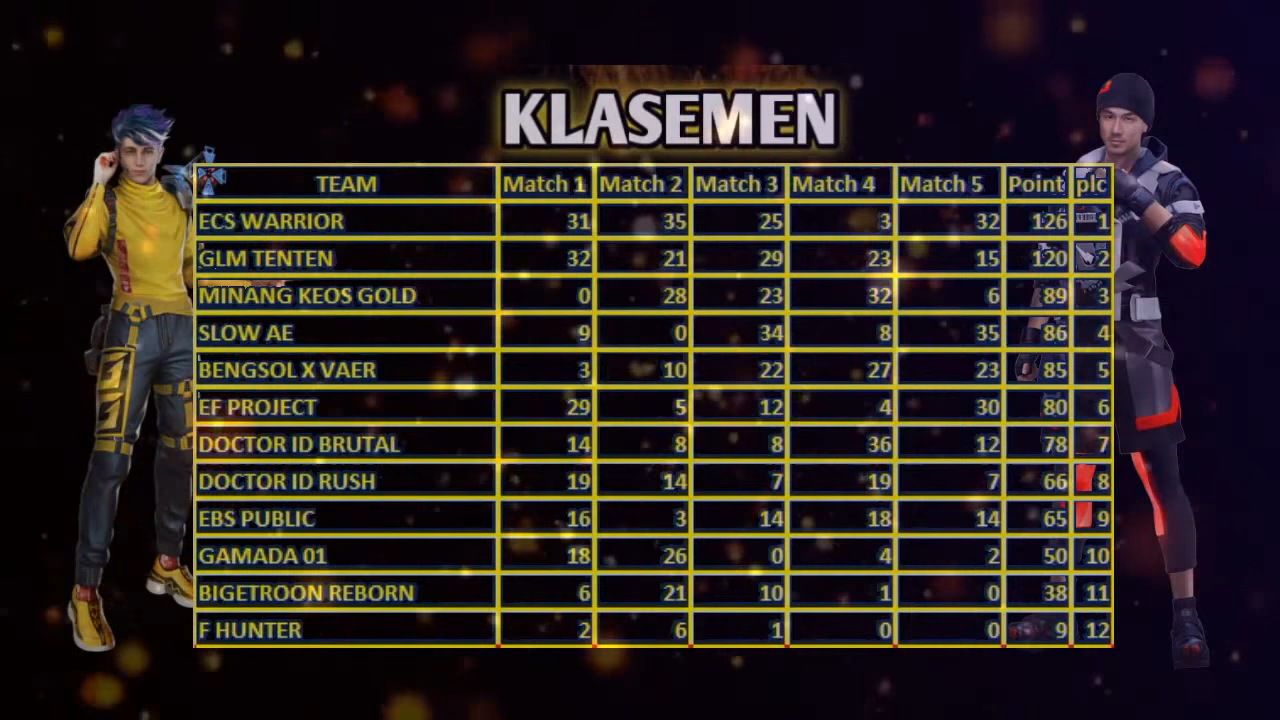 KLASEMEN
TEAM Match 1 Match 2 Match 3 Match 4 Match 5 Point plc
ECS WARRIOR 31 35 25 3 32 126 1
GLM TENTEN 32 21 29 23 15 120 2
MINANG KEOS GOLD 0 28 23 32 6 89 3
SLOW AE 9 0 34 8 35 86 4
BENGSOL X VAER 3 10 22 27 23 85 5
EF PROJECT 29 5 12 4 30 80 6
DOCTOR ID BRUTAL 14 8 8 36 12 78 7
DOCTOR ID RUSH 19 14 7 19 7 66 8
EBS PUBLIC 16 3 14 18 14 65 9
GAMADA 01 18 26 0 4 2 50 10
BIGETROON REBORN 6 21 10 1 0 38 11
F HUNTER 2 6 1 0 0 9 12